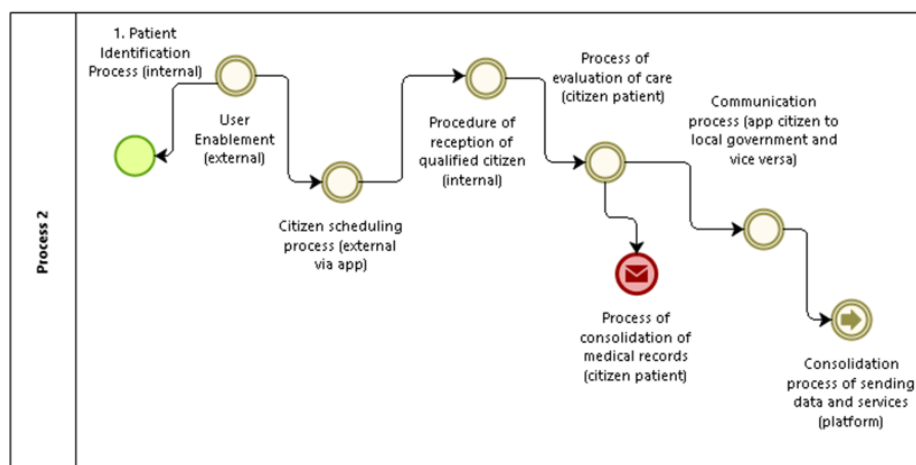 Process 2
1. Patient
Identification
Process (internal)
User
Enablement
(external)
Citizen scheduling
process (external
via app)
Procedure of
reception of
qualified citizen
(internal)
Process of
evaluation of care
(citizen patient)
Process of
consolidation of
medical records
(citizen patient)
Communication
process (app citizen to
local government and
vice versa)
Consolidation
process of sending
data and services
(platform)